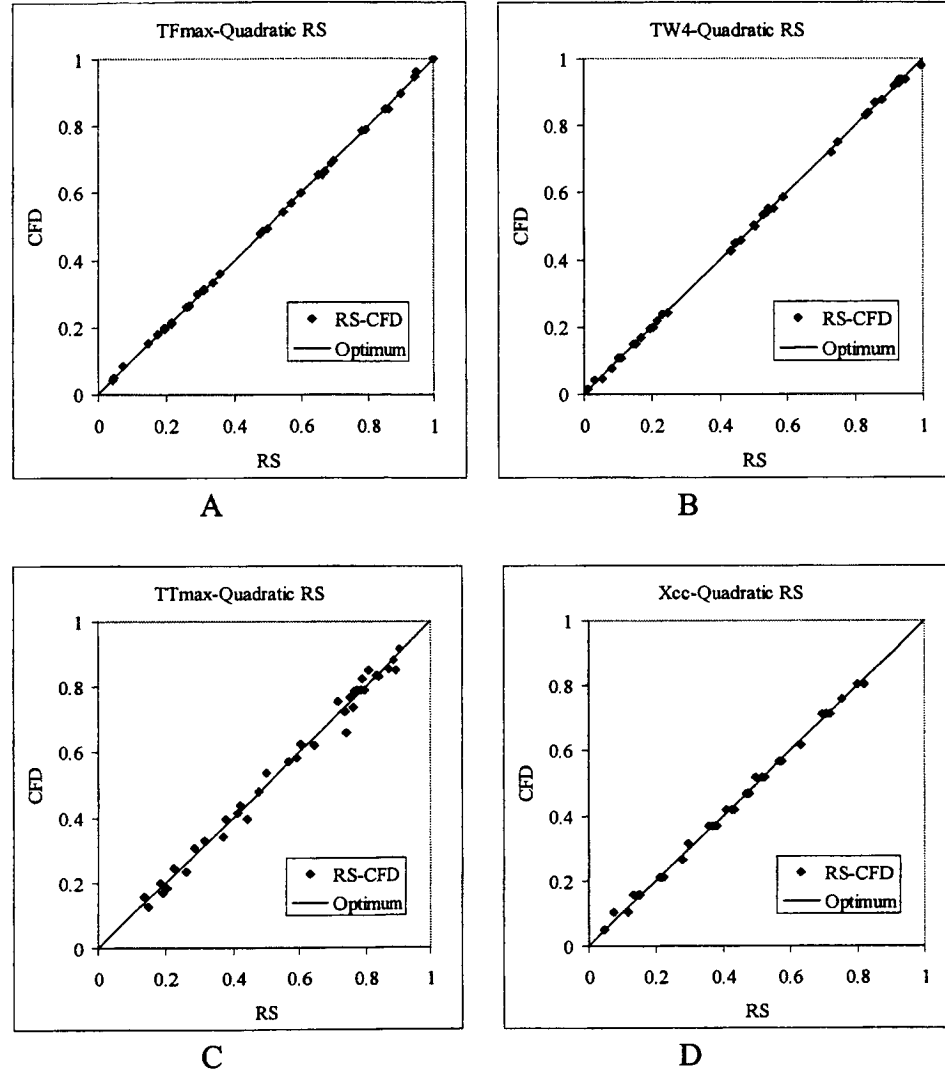 TFmax-Quadratic RS
1
0.8
0.6
0.4
0.2
0
CFD
RS-CFD
Optimum
0 0.2 0.4 0.6 0.8 1
RS
A
TW4-Quadratic RS
1
0.8
0.6
0.4
0.2
0
CFD
RS-CFD
Optimum
0 0.2 0.4 0.6 0.8 1
RS
B
TTmax-Quadratic RS
1
0.8
0.6
0.4
0.2
0
CFD
RS-CFD
Optimum
0 0.2 0.4 0.6 0.8 1
RS
C
Xcc-Quadratic RS
1
0.8
0.6
0.4
0.2
0
CFD
RS-CFD
Optimum
0 0.2 0.4 0.6 0.8 1
RS
D